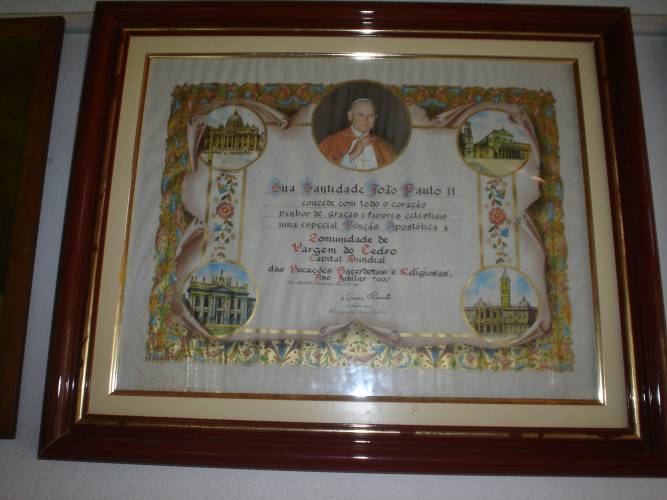 Sua Santidade João Paulo II
concede com todo o coração
penhor de graças e favores celestiais
uma especial Benção Apostólica à
Comunidade de
Vargem do Cedro
Capital Mundial
das Vocações Sacerdotais e Religiosas.
Ano Jubilar 2000